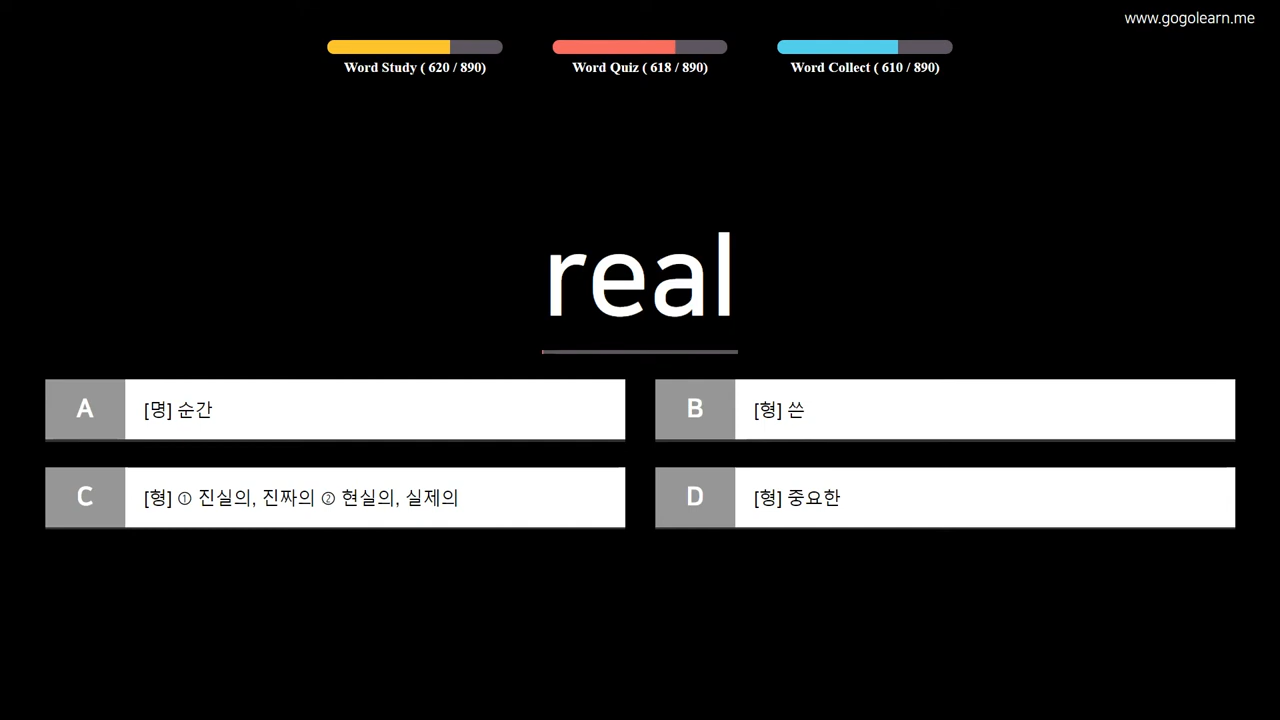 www.gogolearn.me
Word Study ( 620 / 890)
Word Quiz ( 618 / 890)
Word Collect ( 610 / 890)
real
A [명] 순간
B [형] 쓴
C [형] ① 진실의, 진짜의 ② 현실의, 실제의
D [형] 중요한